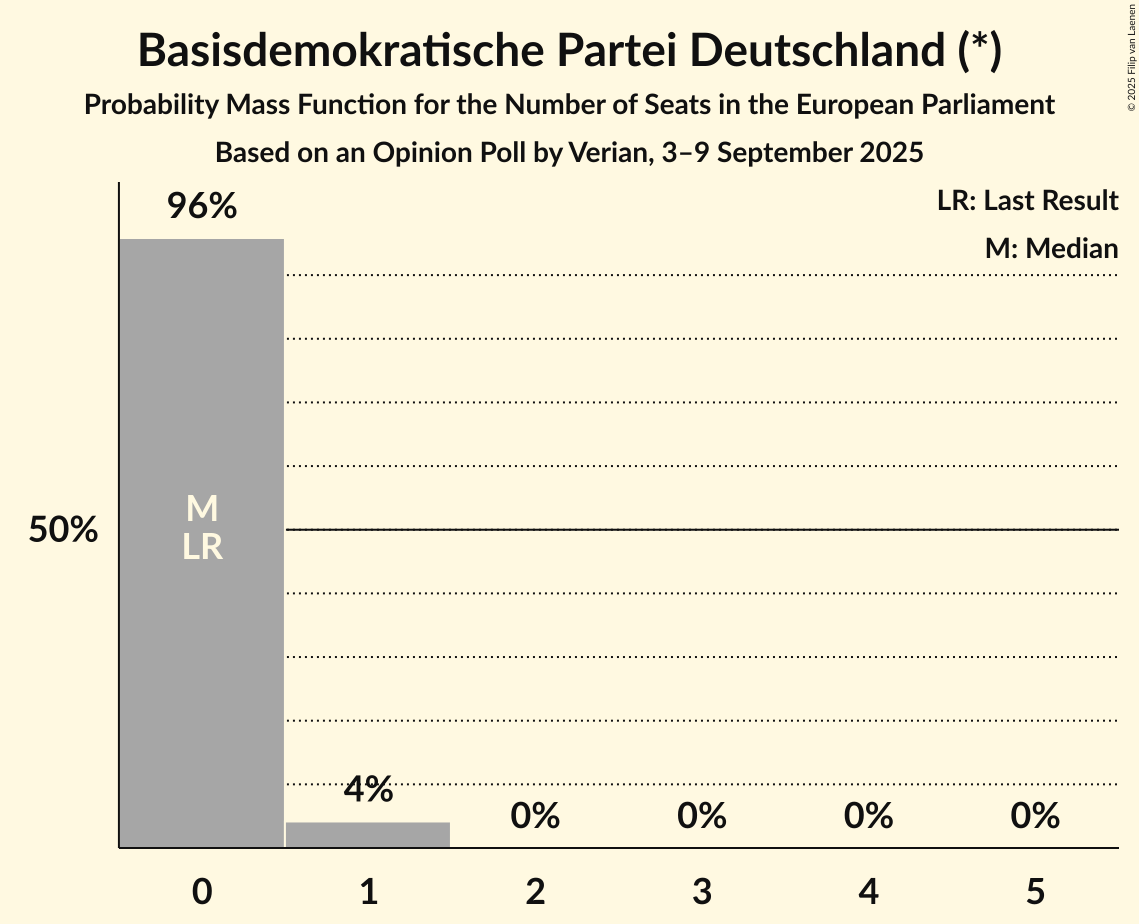 Basisdemokratische Partei Deutschland (*)
Probability Mass Function for the Number of Seats in the European Parliament
Based on an Opinion Poll by Verian, 3–9 September 2025
© 2025 Filip van Laenen
LR: Last Result
M: Median
96%
M
LR
50%
4%
0%
0%
0%
0%
0
1
2
3
4
5